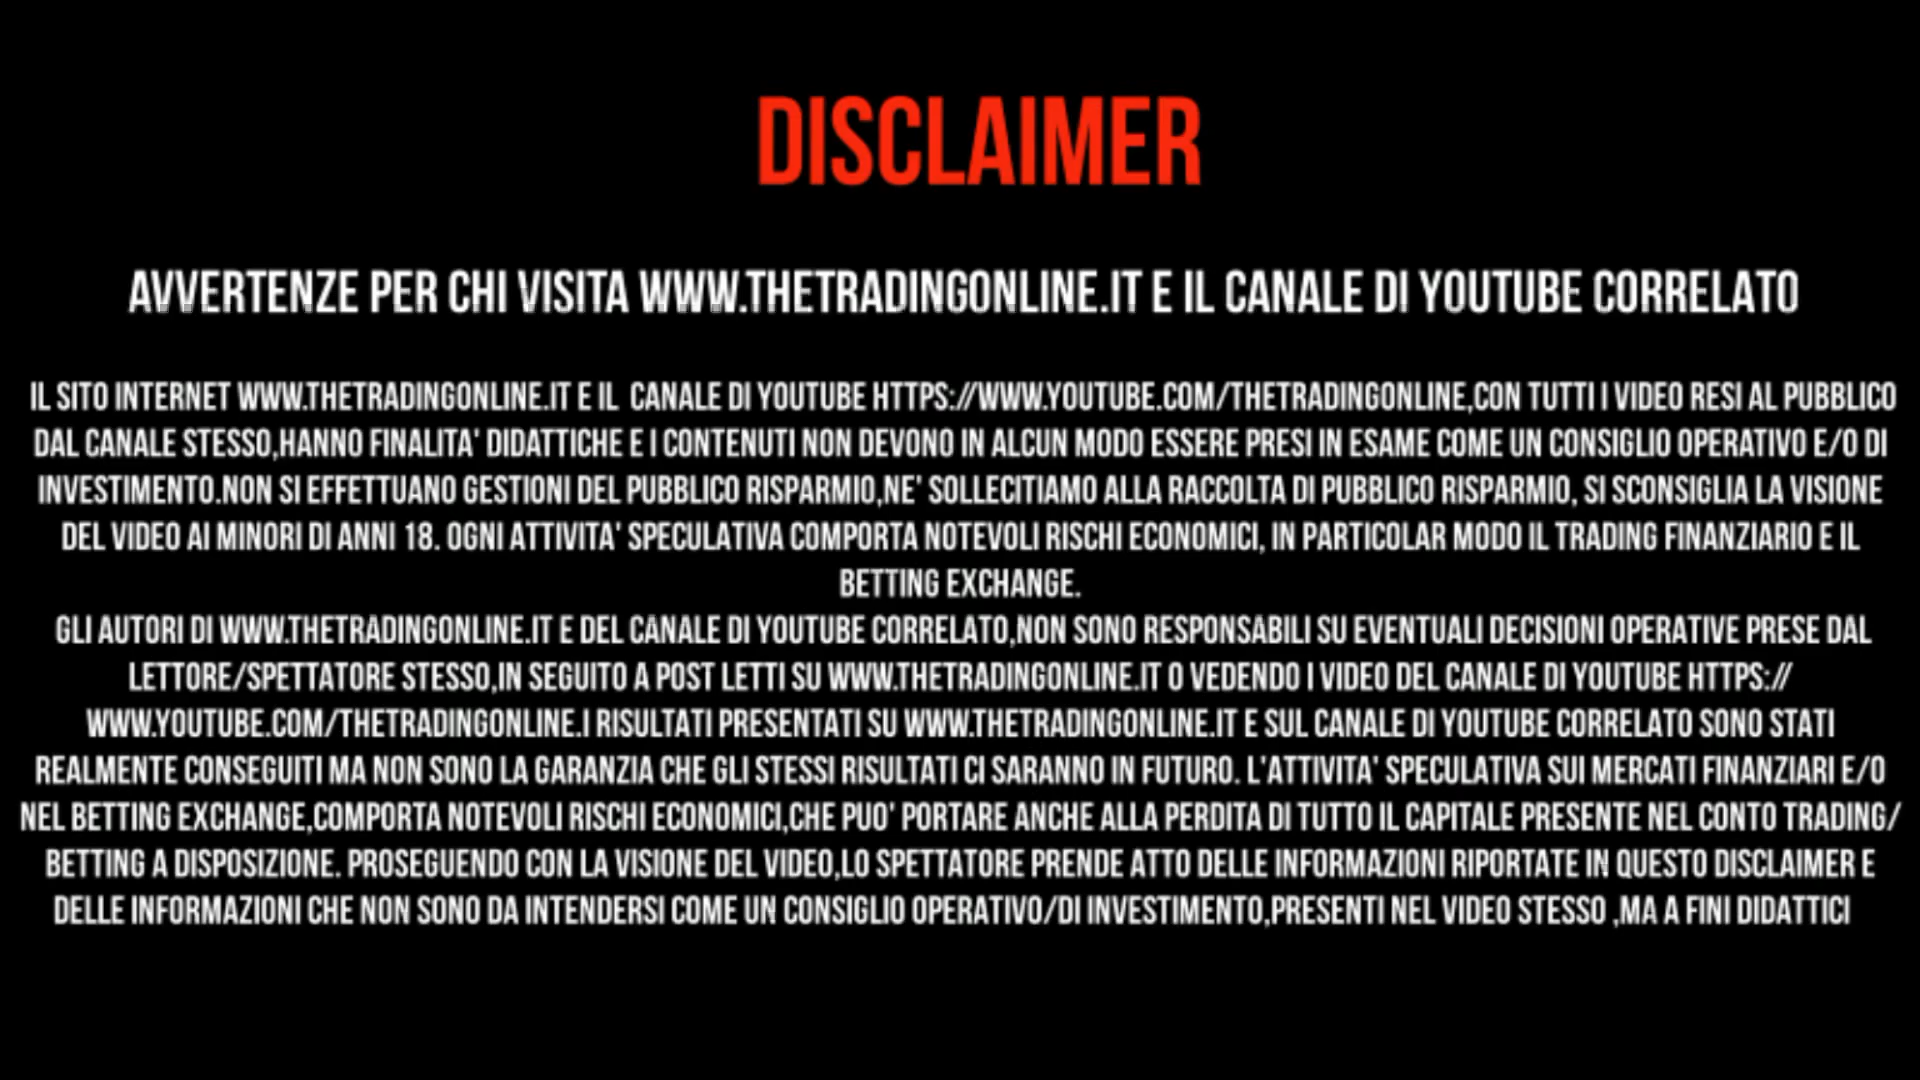 DISCLAIMER
AVVERTENZE PER CHI VISITA WWW.THETRADINGONLINE.IT E IL CANALE DI YOUTUBE CORRELATO
IL SITO INTERNET WWW.THETRADINGONLINE.IT E IL CANALE DI YOUTUBE HTTPS://WWW.YOUTUBE.COM/THETRADINGONLINE,CON TUTTI I VIDEO RESI AL PUBBLICO
DAL CANALE STESSO,HANNO FINALITA' DIDATTICHE E I CONTENUTI NON DEVONO IN ALCUN MODO ESSERE PRESI IN ESAME COME UN CONSIGLIO OPERATIVO E/O DI
INVESTIMENTO.NON SI EFFETTUANO GESTIONI DEL PUBBLICO RISPARMIO,NE' SOLLECITIAMO ALLA RACCOLTA DI PUBBLICO RISPARMIO, SI SCONSIGLIA LA VISIONE
DEL VIDEO AI MINORI DI ANNI 18. OGNI ATTIVITA' SPECULATIVA COMPORTA NOTEVOLI RISCHI ECONOMICI, IN PARTICOLAR MODO IL TRADING FINANZIARIO E IL
BETTING EXCHANGE.
GLI AUTORI DI WWW.THETRADINGONLINE.IT E DEL CANALE DI YOUTUBE CORRELATO,NON SONO RESPONSABILI SU EVENTUALI DECISIONI OPERATIVE PRESE DAL
LETTORE/SPETTATORE STESSO,IN SEGUITO A POST LETTI SU WWW.THETRADINGONLINE.IT O VEDENDO I VIDEO DEL CANALE DI YOUTUBE HTTPS://
WWW.YOUTUBE.COM/THETRADINGONLINE.I RISULTATI PRESENTATI SU WWW.THETRADINGONLINE.IT E SUL CANALE DI YOUTUBE CORRELATO SONO STATI
REALMENTE CONSEGUITI MA NON SONO LA GARANZIA CHE GLI STESSI RISULTATI CI SARANNO IN FUTURO. L'ATTIVITA' SPECULATIVA SUI MERCATI FINANZIARI E/O
NEL BETTING EXCHANGE,COMPORTA NOTEVOLI RISCHI ECONOMICI,CHE PUO' PORTARE ANCHE ALLA PERDITA DI TUTTO IL CAPITALE PRESENTE NEL CONTO TRADING/
BETTING A DISPOSIZIONE. PROSEGUENDO CON LA VISIONE DEL VIDEO,LO SPETTATORE PRENDE ATTO DELLE INFORMAZIONI RIPORTATE IN QUESTO DISCLAIMER E
DELLE INFORMAZIONI CHE NON SONO DA INTENDERSI COME UN CONSIGLIO OPERATIVO/DI INVESTIMENTO,PRESENTI NEL VIDEO STESSO ,MA A FINI DIDATTICI